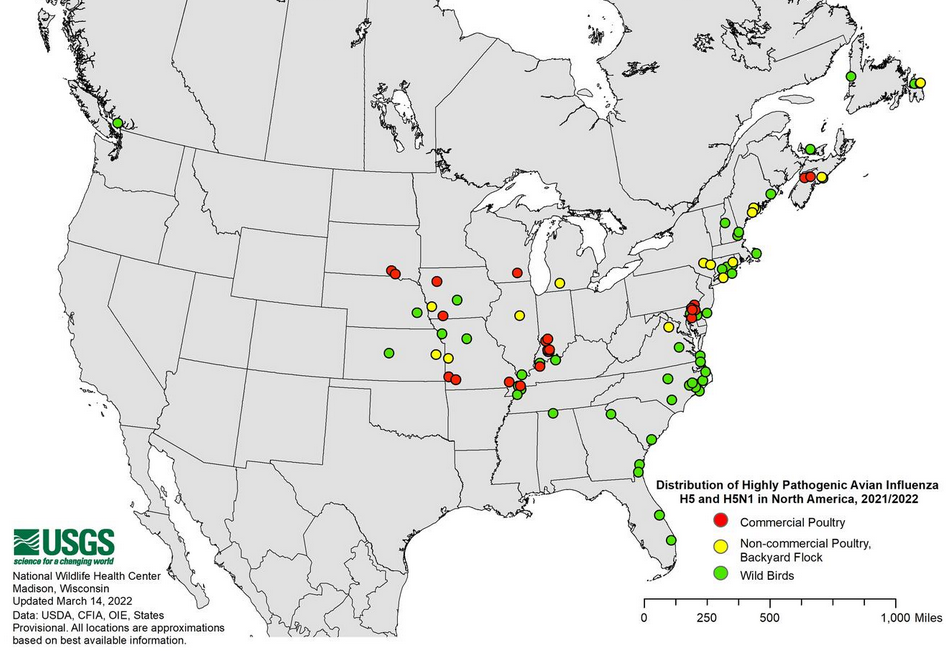 Distribution of Highly Pathogenic Avian Influenza
H5 and H5N1 in North America, 2021/2022
Commercial Poultry
Non-commercial Poultry,
Backyard Flock
Wild Birds
0 250 500 1,000 Miles
USGS
science for a changing world
National Wildlife Health Center
Madison, Wisconsin
Updated March 14, 2022
Data: USDA, CFIA, OIE, States
Provisional. All locations are approximations
based on best available information.